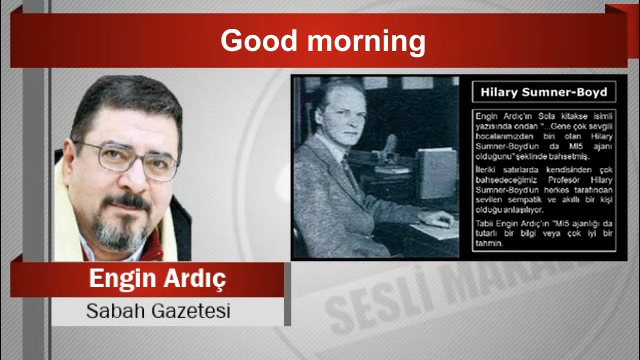 Good morning
Hilary Sumner-Boyd
Engin Ardıç'ın Sola kitakse isimli
yazısında ondan "...Gene çok sevgili
hocalarımızdan biri olan Hilary
Sumner-Boyd'un da MI5 ajanı
olduğunu" şeklinde bahsetmiş.
İleriki satırlarda kendisinden çok
bahsedeceğimiz Profesör Hilary
Sumner-Boyd'un herkes tarafından
sevilen sempatik ve akıllı bir kişi
olduğu anlaşılıyor.
Tabii Engin Ardıç'ın "MI5 ajanlığı da
tutarlı bir bilgi veya çok iyi bir
tahmin.
Engin Ardıç
Sabah Gazetesi
SESLİ MAKALE